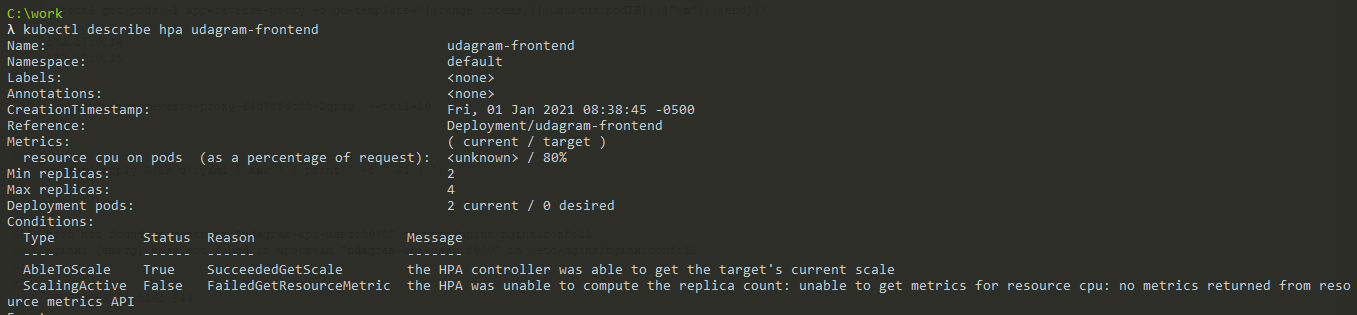 C:\work
λ kubectl describe hpa udagram-frontend
Name:                                                  udagram-frontend
Namespace:                                             default
Labels:                                                <none>
Annotations:                                           <none>
CreationTimestamp:                                     Fri, 01 Jan 2021 08:38:45 -0500
Reference:                                             Deployment/udagram-frontend
Metrics:                                               ( current / target )
  resource cpu on pods  (as a percentage of request):  <unknown> / 80%
Min replicas:                                          2
Max replicas:                                          4
Deployment pods:                                       2 current / 0 desired
Conditions:
  Type           Status  Reason                   Message
  ----           ------  ------                   -------
  AbleToScale    True    SucceededGetScale        the HPA controller was able to get the target's current scale
  ScalingActive  False   FailedGetResourceMetric  the HPA was unable to compute the replica count: unable to get metrics for resource cpu: no metrics returned from reso
urce metrics API